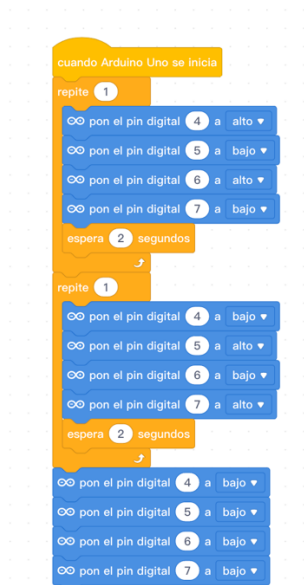 cuando Arduino Uno se inicia
repite 1
pon el pin digital 4 a alto
pon el pin digital 5 a bajo
pon el pin digital 6 a alto
pon el pin digital 7 a bajo
espera 2 segundos
repite 1
pon el pin digital 4 a bajo
pon el pin digital 5 a alto
pon el pin digital 6 a bajo
pon el pin digital 7 a alto
espera 2 segundos
pon el pin digital 4 a bajo
pon el pin digital 5 a bajo
pon el pin digital 6 a bajo
pon el pin digital 7 a bajo